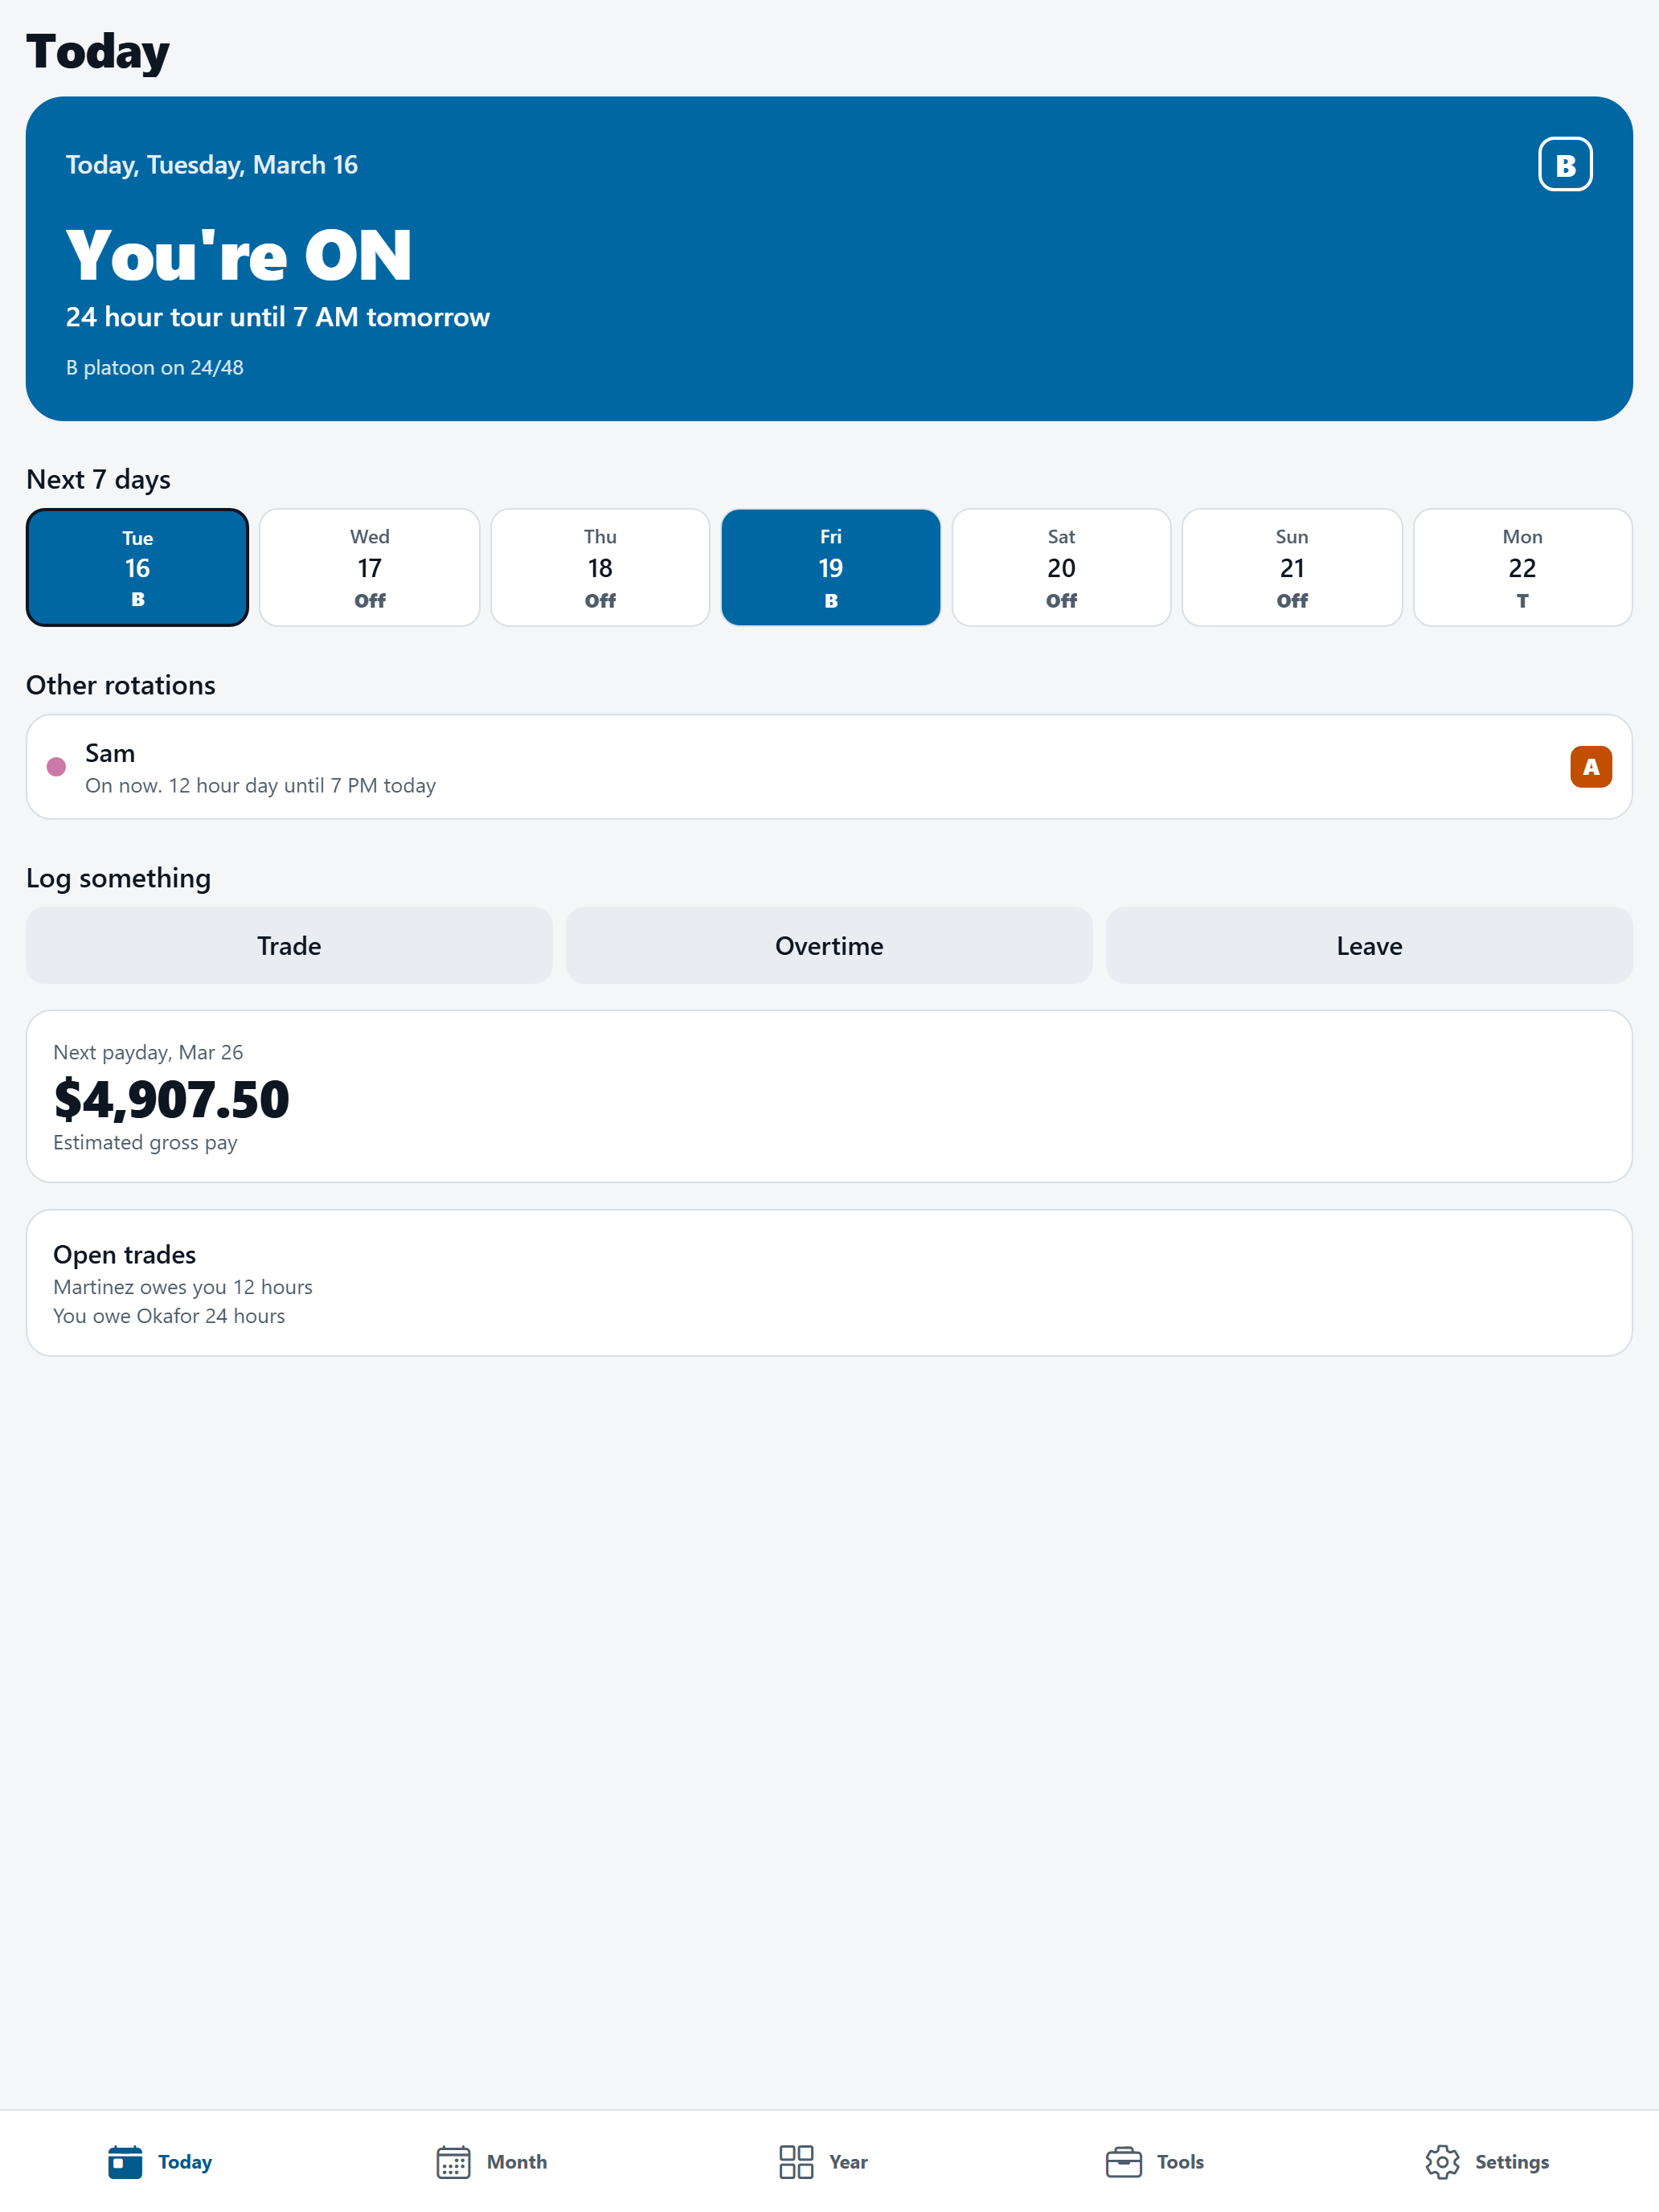 Today
Today, Tuesday, March 16
B
You're ON
24 hour tour until 7 AM tomorrow
B platoon on 24/48
Next 7 days
Tue
16
B
Wed
17
Off
Thu
18
Off
Fri
19
B
Sat
20
Off
Sun
21
Off
Mon
22
T
Other rotations
Sam
On now. 12 hour day until 7 PM today
A
Log something
Trade
Overtime
Leave
Next payday, Mar 26
$4,907.50
Estimated gross pay
Open trades
Martinez owes you 12 hours
You owe Okafor 24 hours
Today
Month
Year
Tools
Settings